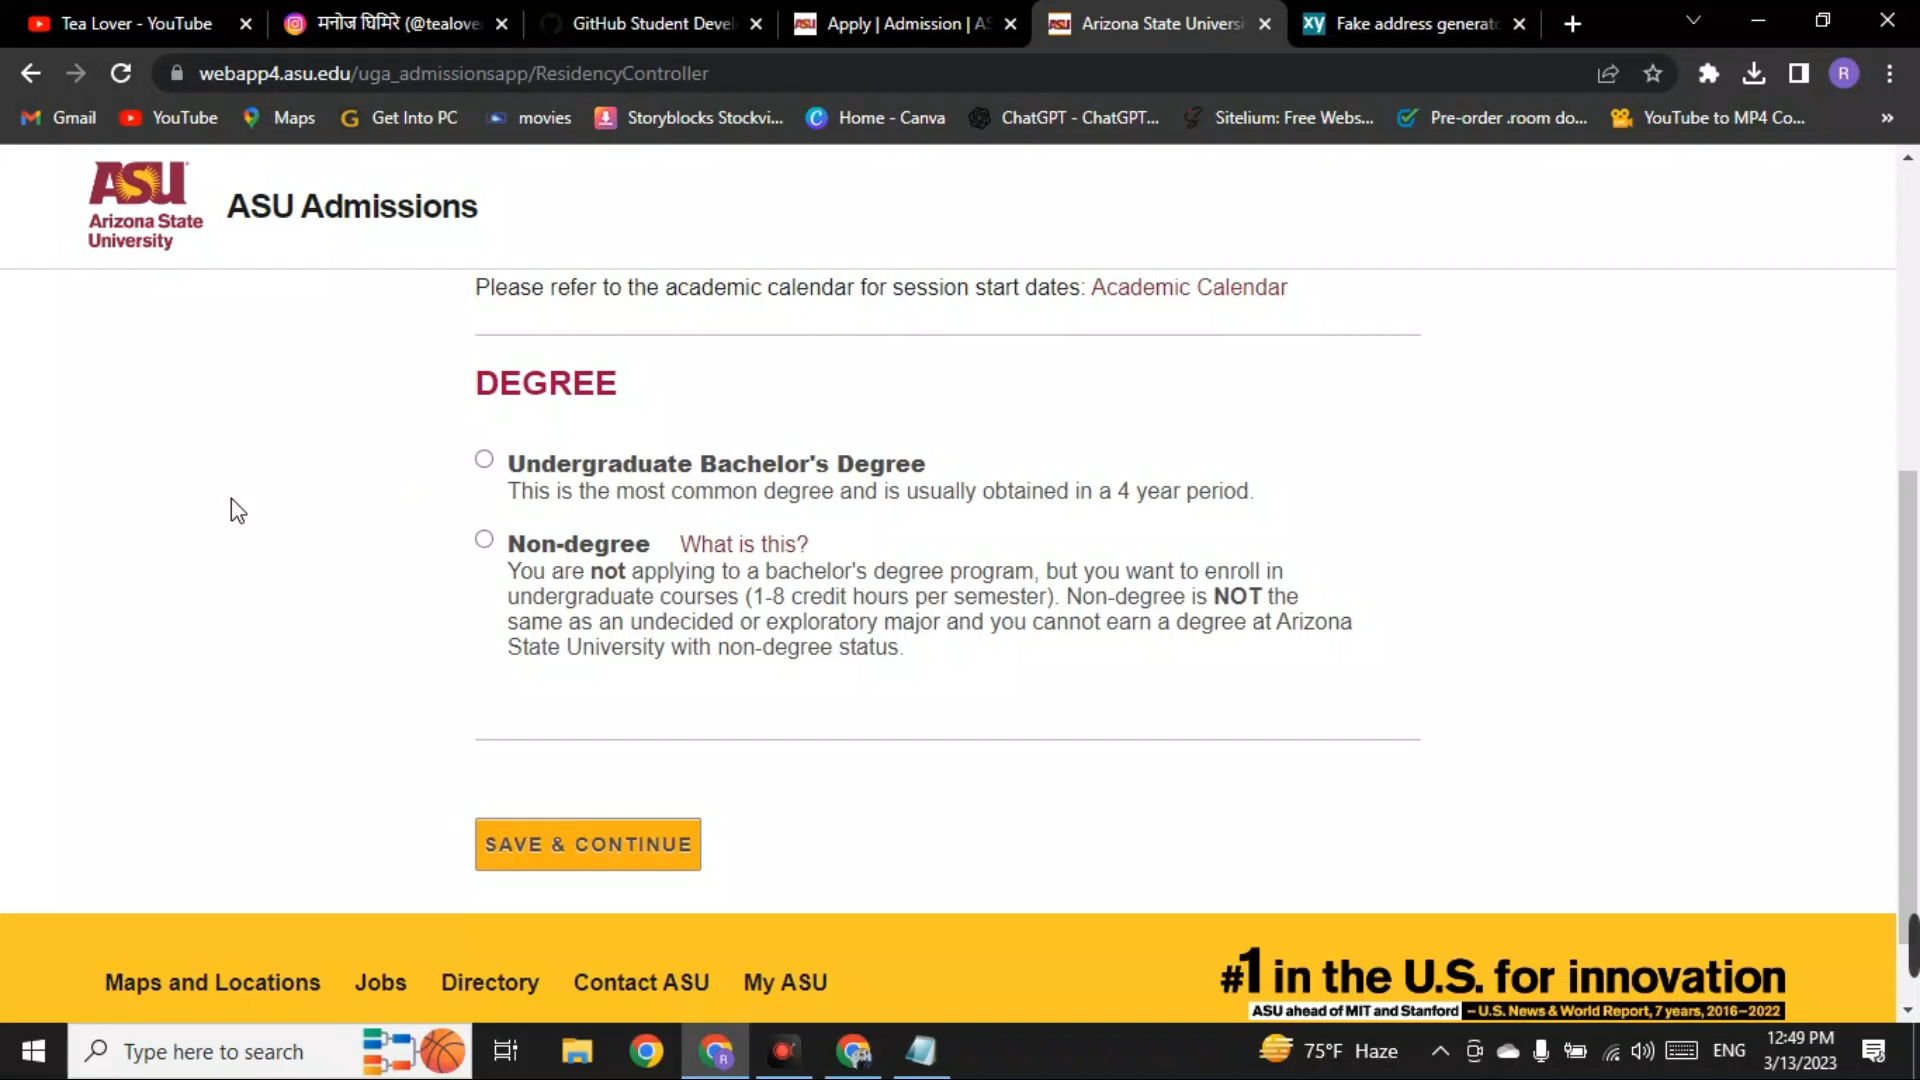 Tea Lover - YouTube
मनोज घिमिरे (@tealove
GitHub Student Devel
Apply | Admission | AS
Arizona State Universi
XY Fake address generato
webapp4.asu.edu/uga_admissionsapp/ResidencyController
R
Gmail
YouTube
Maps
Get Into PC
movies
Storyblocks Stockvi...
Home - Canva
ChatGPT - ChatGPT...
Sitelium: Free Webs...
Pre-order .room do...
YouTube to MP4 Co...
»
ASU
Arizona State
University
ASU Admissions
Please refer to the academic calendar for session start dates: Academic Calendar
DEGREE
Undergraduate Bachelor's Degree
This is the most common degree and is usually obtained in a 4 year period.
Non-degree What is this?
You are not applying to a bachelor's degree program, but you want to enroll in
undergraduate courses (1-8 credit hours per semester). Non-degree is NOT the
same as an undecided or exploratory major and you cannot earn a degree at Arizona
State University with non-degree status.
SAVE & CONTINUE
Maps and Locations
Jobs
Directory
Contact ASU
My ASU
#1 in the U.S. for innovation
ASU ahead of MIT and Stanford – U.S. News & World Report, 7 years, 2016–2022
Type here to search
75°F Haze
ENG
12:49 PM
3/13/2023